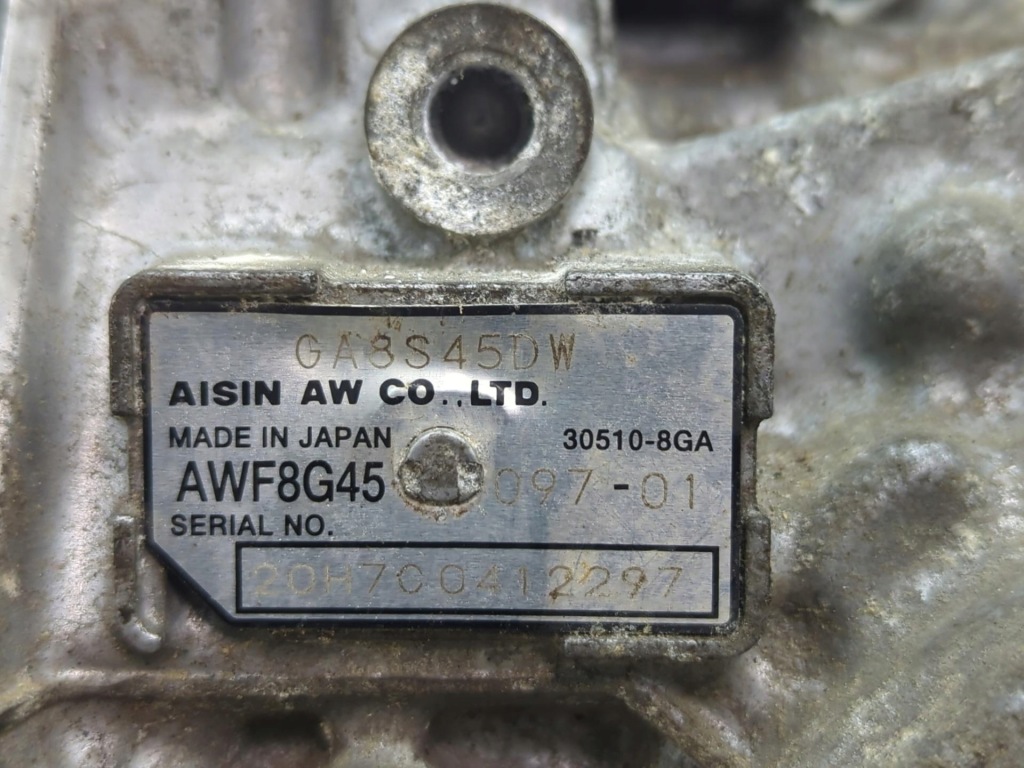 GA8S45DW
AISIN AW CO.,LTD.
MADE IN JAPAN 30510-8GA
AWF8G45 097-01
SERIAL NO.
20H7C0412297